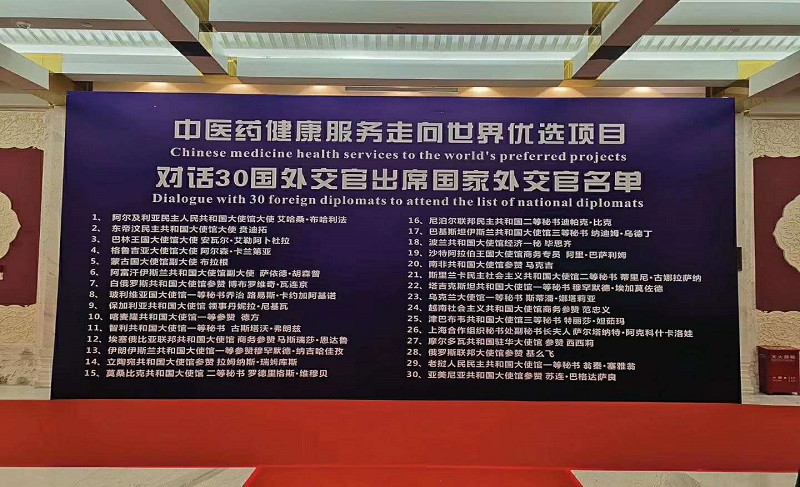 中医药健康服务走向世界优选项目
Chinese medicine health services to the world's preferred projects
对话30国外交官出席国家外交官名单
Dialogue with 30 foreign diplomats to attend the list of national diplomats
1、 阿尔及利亚民主人民共和国大使馆大使 艾哈桑·布哈利法
2、 东帝汶民主共和国大使馆大使 贲迪拓
3、 巴林王国大使馆大使 安瓦尔·艾勒阿卜杜拉
4、 格鲁吉亚大使馆大使 阿尔森·卡兰第亚
5、 蒙古国大使馆副大使 布拉根
6、 阿富汗伊斯兰共和国大使馆副大使 萨依德·胡森普
7、 白俄罗斯共和国大使馆参赞 博布罗维奇·瓦连京
8、 玻利维亚国大使馆一等秘书乔治 路易斯·卡约加阿基诺
9、 保加利亚共和国大使馆 领事丹妮拉·尼基瓦
10、 喀麦隆共和国大使馆一等参赞 德方
11、 智利共和国大使馆一等秘书 古斯塔沃·弗朗兹
12、 埃塞俄比亚联邦共和国大使馆 商务参赞 马斯瑞莎·恩达鲁
13、 伊朗伊斯兰共和国大使馆一等参赞穆罕默德·纳吉哈佳孜
14、 立陶宛共和国大使馆参赞 拉姆纳斯·瑞姆库斯
15、 莫桑比克共和国大使馆 二等秘书 罗德里格斯·维穆贝
16、 尼泊尔联邦民主共和国二等秘书迪帕克·比克
17、 巴基斯坦伊斯兰共和国大使馆三等秘书 纳迪姆·乌德丁
18、 波兰共和国大使馆经济一秘 毕思齐
19、 沙特阿拉伯王国大使馆商务专员 阿里·巴萨利姆
20、 南非共和国大使馆参赞 马克吉
21、 斯里兰卡民主社会主义共和国大使馆二等秘书 蒂里尼·古娜拉萨纳
22、 塔吉克斯坦共和国大使馆一等秘书 穆罕默德·埃加莫佐德
23、 乌克兰大使馆一等秘书 斯蒂潘·娜塔莉亚
24、 越南社会主义共和国大使馆商务参赞 范忠义
25、 津巴布韦共和国大使馆三等秘书 特丽莎·坦茹玛
26、 上海合作组织秘书处副秘书长夫人萨尔塔纳特·阿克科什卡洛娃
27、 摩尔多瓦共和国驻华大使馆 参赞 西西莉
28、 俄罗斯联邦大使馆参赞 基么飞
29、 老挝人民民主共和国大使馆一等秘书 翁泰·塞雅翁
30、 亚美尼亚共和国大使馆参赞 苏连·巴格达萨良